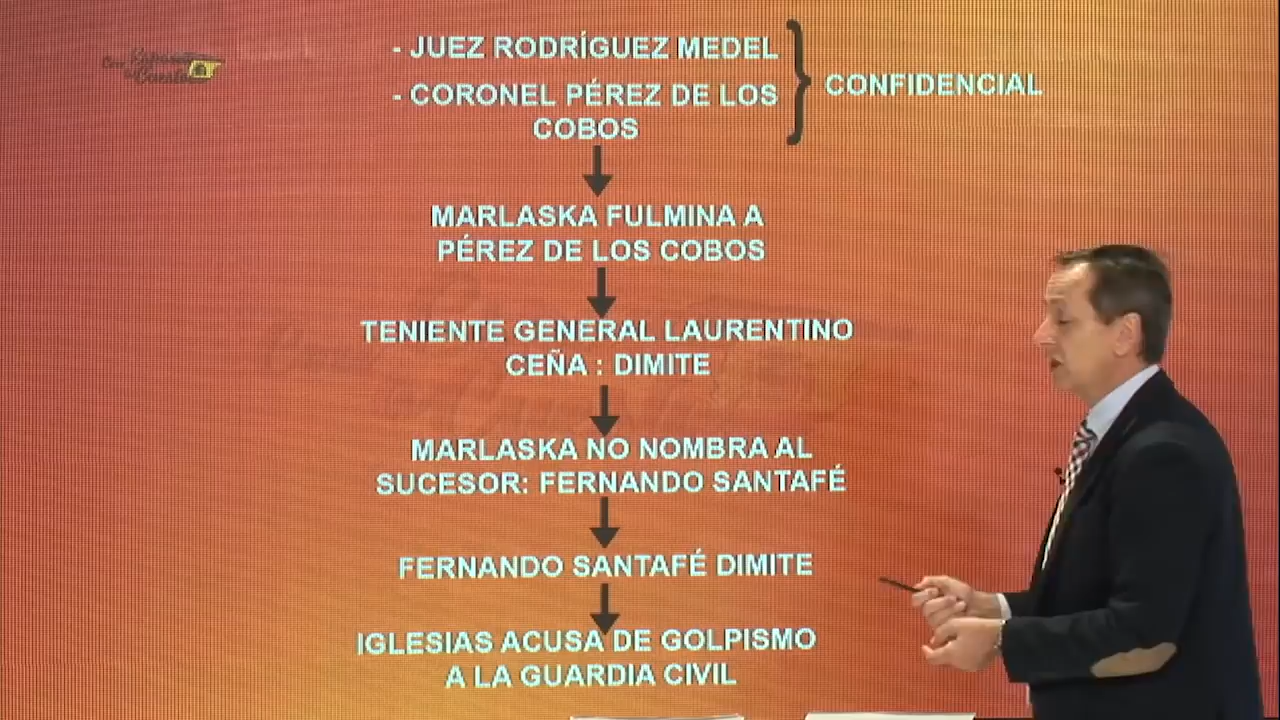 - JUEZ RODRÍGUEZ MEDEL
- CORONEL PÉREZ DE LOS
COBOS
} CONFIDENCIAL
MARLASKA FULMINA A
PÉREZ DE LOS COBOS
TENIENTE GENERAL LAURENTINO
CEÑA : DIMITE
MARLASKA NO NOMBRA AL
SUCESOR: FERNANDO SANTAFÉ
FERNANDO SANTAFÉ DIMITE
IGLESIAS ACUSA DE GOLPISMO
A LA GUARDIA CIVIL